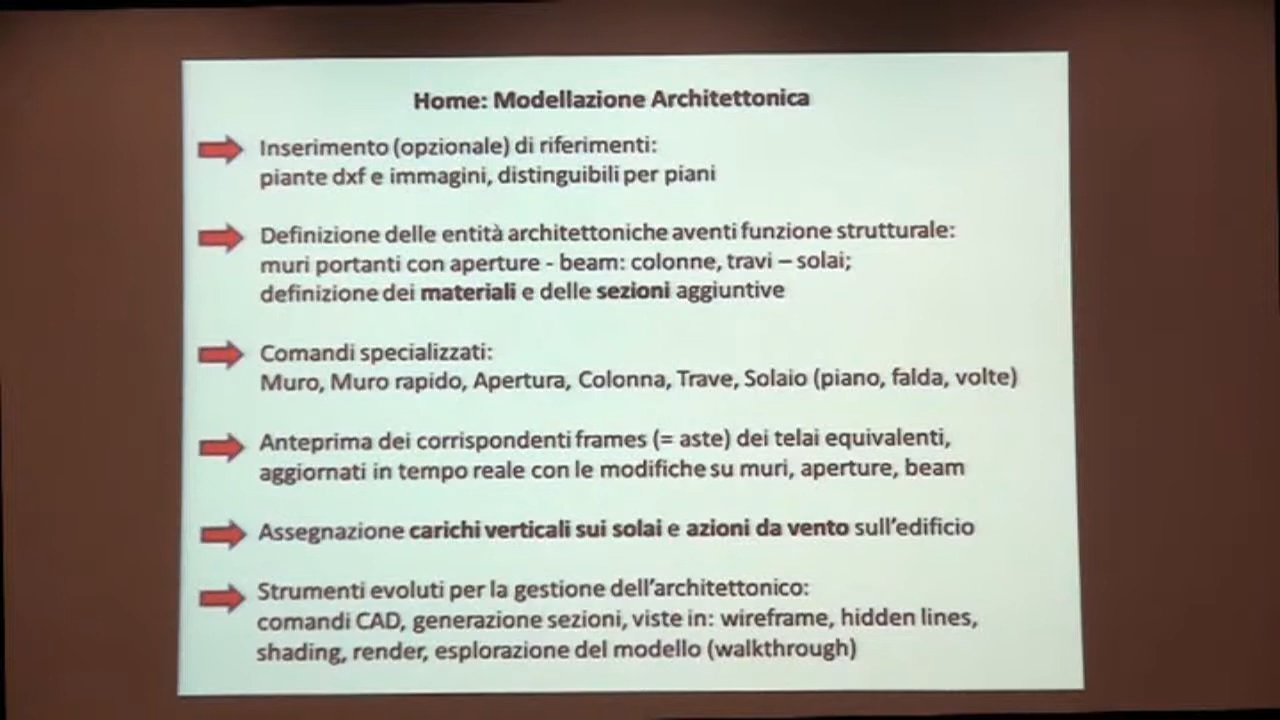 Home: Modellazione Architettonica
Inserimento (opzionale) di riferimenti:
piante dxf e immagini, distinguibili per piani
Definizione delle entità architettoniche aventi funzione strutturale:
muri portanti con aperture - beam: colonne, travi – solai;
definizione dei materiali e delle sezioni aggiuntive
Comandi specializzati:
Muro, Muro rapido, Apertura, Colonna, Trave, Solaio (piano, falda, volte)
Anteprima dei corrispondenti frames (= aste) dei telai equivalenti,
aggiornati in tempo reale con le modifiche su muri, aperture, beam
Assegnazione carichi verticali sui solai e azioni da vento sull'edificio
Strumenti evoluti per la gestione dell'architettonico:
comandi CAD, generazione sezioni, viste in: wireframe, hidden lines,
shading, render, esplorazione del modello (walkthrough)